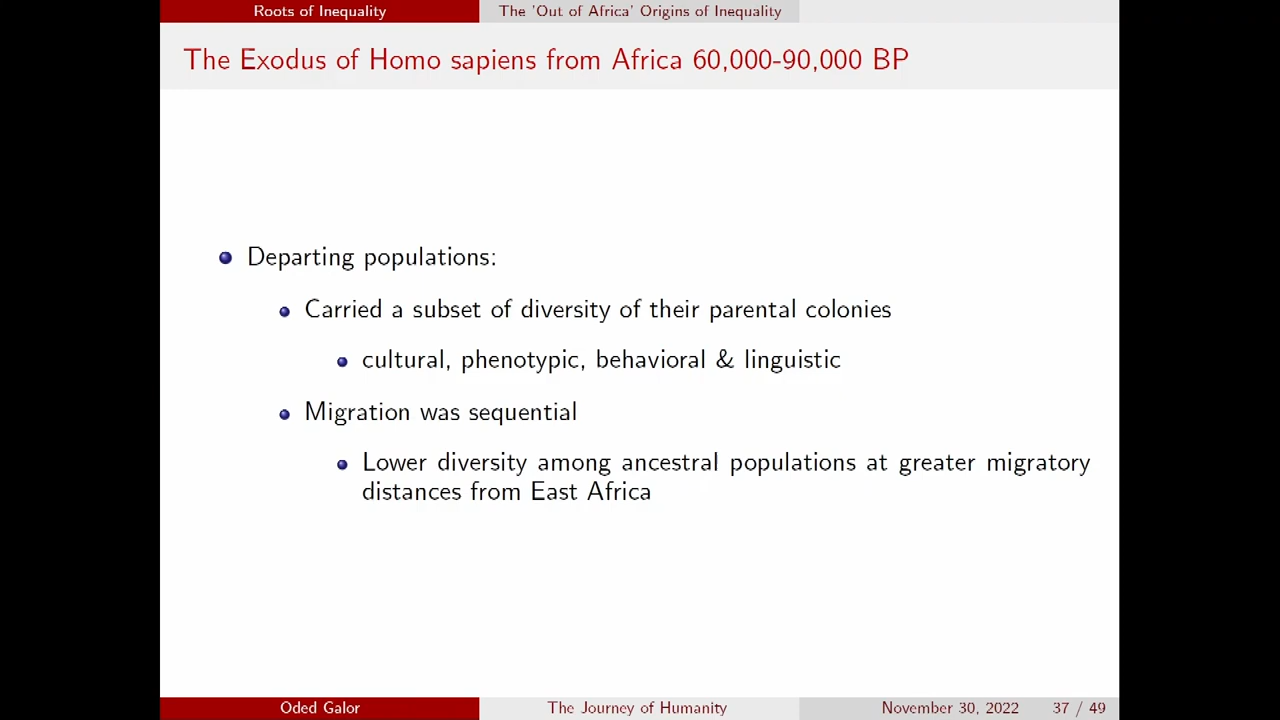 Roots of Inequality
The 'Out of Africa' Origins of Inequality
The Exodus of Homo sapiens from Africa 60,000-90,000 BP
Departing populations:
Carried a subset of diversity of their parental colonies
cultural, phenotypic, behavioral & linguistic
Migration was sequential
Lower diversity among ancestral populations at greater migratory
distances from East Africa
Oded Galor
The Journey of Humanity
November 30, 2022 37 / 49